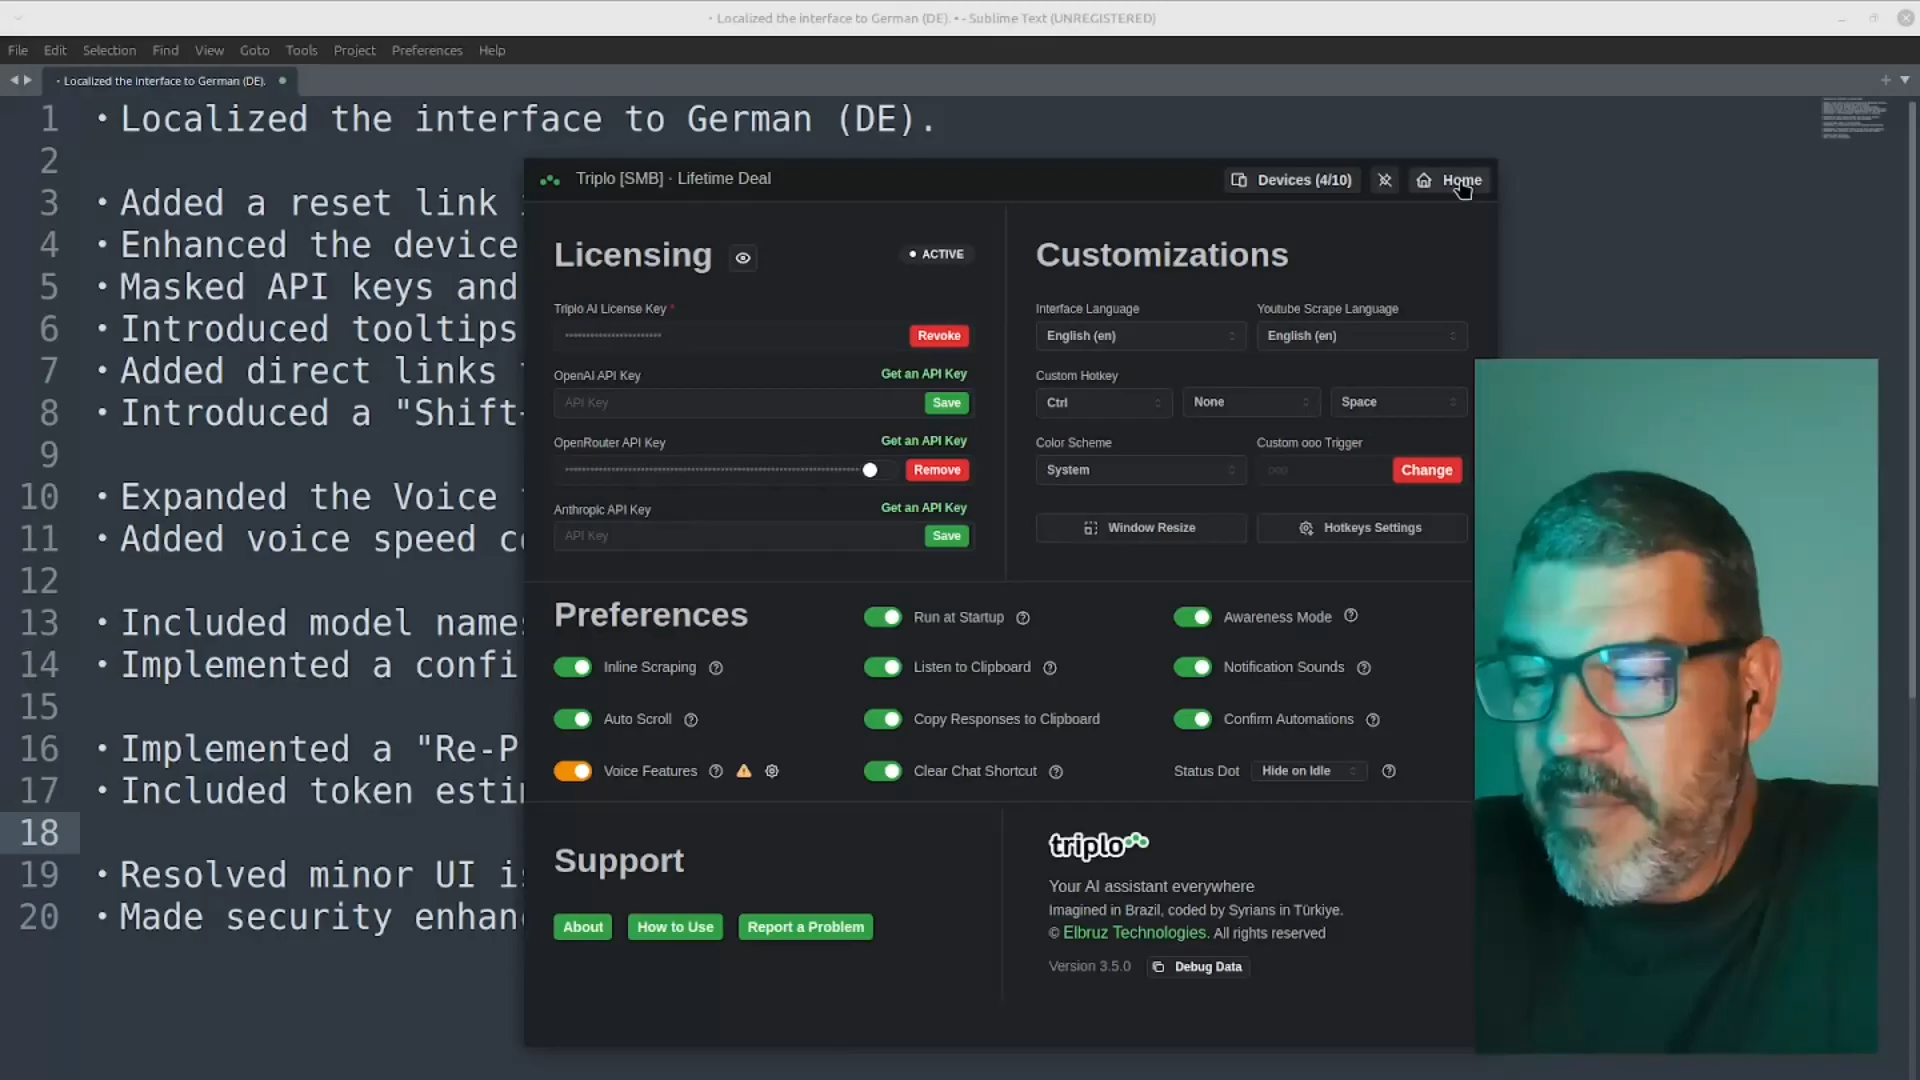 • Localized the interface to German (DE). • - Sublime Text (UNREGISTERED)
File Edit Selection Find View Goto Tools Project Preferences Help
• Localized the interface to German (DE).
1 • Localized the interface to German (DE).
2
3 • Added a reset link
4 • Enhanced the device
5 • Masked API keys and
6 • Introduced tooltips
7 • Added direct links
8 • Introduced a "Shift-
9
10 • Expanded the Voice
11 • Added voice speed
12
13 • Included model names
14 • Implemented a confi
15
16 • Implemented a "Re-P
17 • Included token estim
18
19 • Resolved minor UI is
20 • Made security enhan
Triplo [SMB] · Lifetime Deal
Devices (4/10)
Home
Licensing
• ACTIVE
Triplo AI License Key *
Revoke
OpenAI API Key Get an API Key
API Key Save
OpenRouter API Key Get an API Key
Remove
Anthropic API Key Get an API Key
API Key Save
Customizations
Interface Language Youtube Scrape Language
English (en) English (en)
Custom Hotkey
Ctrl None Space
Color Scheme Custom ooo Trigger
System ooo Change
Window Resize Hotkeys Settings
Preferences Run at Startup Awareness Mode
Inline Scraping Listen to Clipboard Notification Sounds
Auto Scroll Copy Responses to Clipboard Confirm Automations
Voice Features Clear Chat Shortcut Status Dot Hide on Idle
Support
About How to Use Report a Problem
triplo
Your AI assistant everywhere
Imagined in Brazil, coded by Syrians in Türkiye.
© Elbruz Technologies. All rights reserved
Version 3.5.0 Debug Data